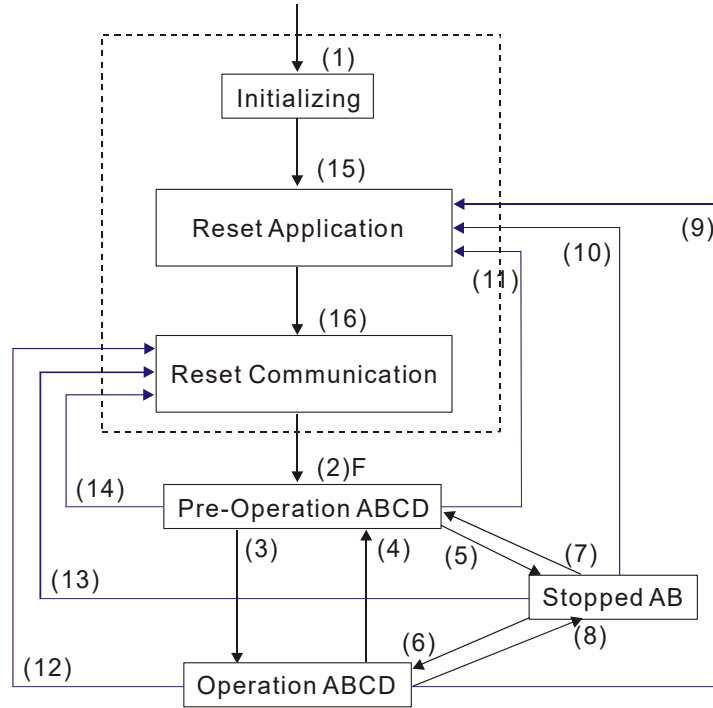 (1)
Initializing
(15)
Reset Application
(9)
(10)
(11)
(16)
Reset Communication
(2)F
(14)
Pre-Operation ABCD
(3)
(4)
(5)
(7)
(13)
Stopped AB
(6)
(8)
(12)
Operation ABCD